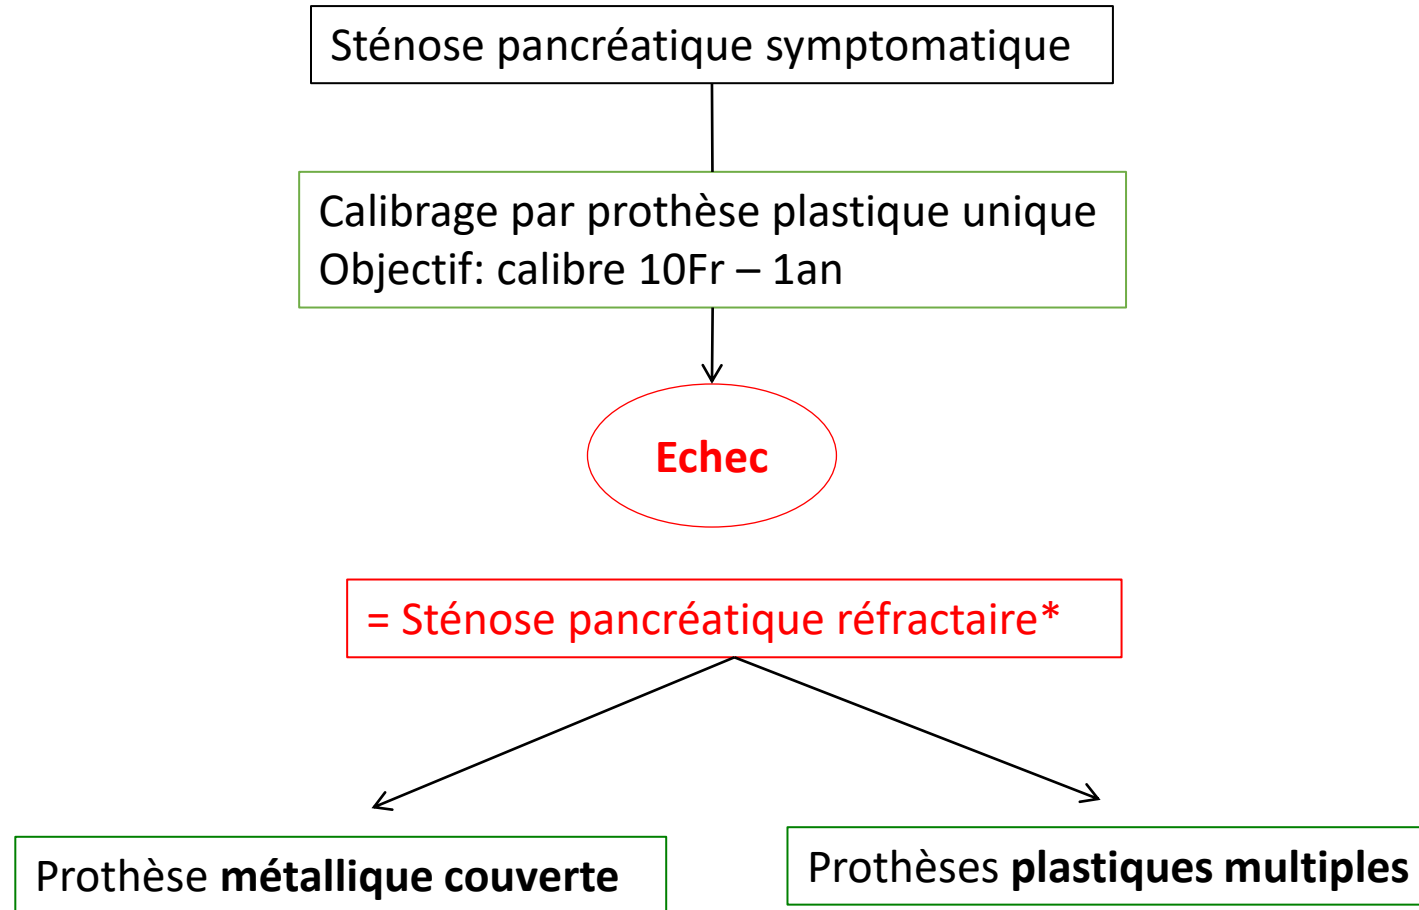 Sténose pancréatique symptomatique
Calibrage par prothèse plastique unique
Objectif: calibre 10Fr – 1an
Echec
= Sténose pancréatique réfractaire*
Prothèse métallique couverte
Prothèses plastiques multiples